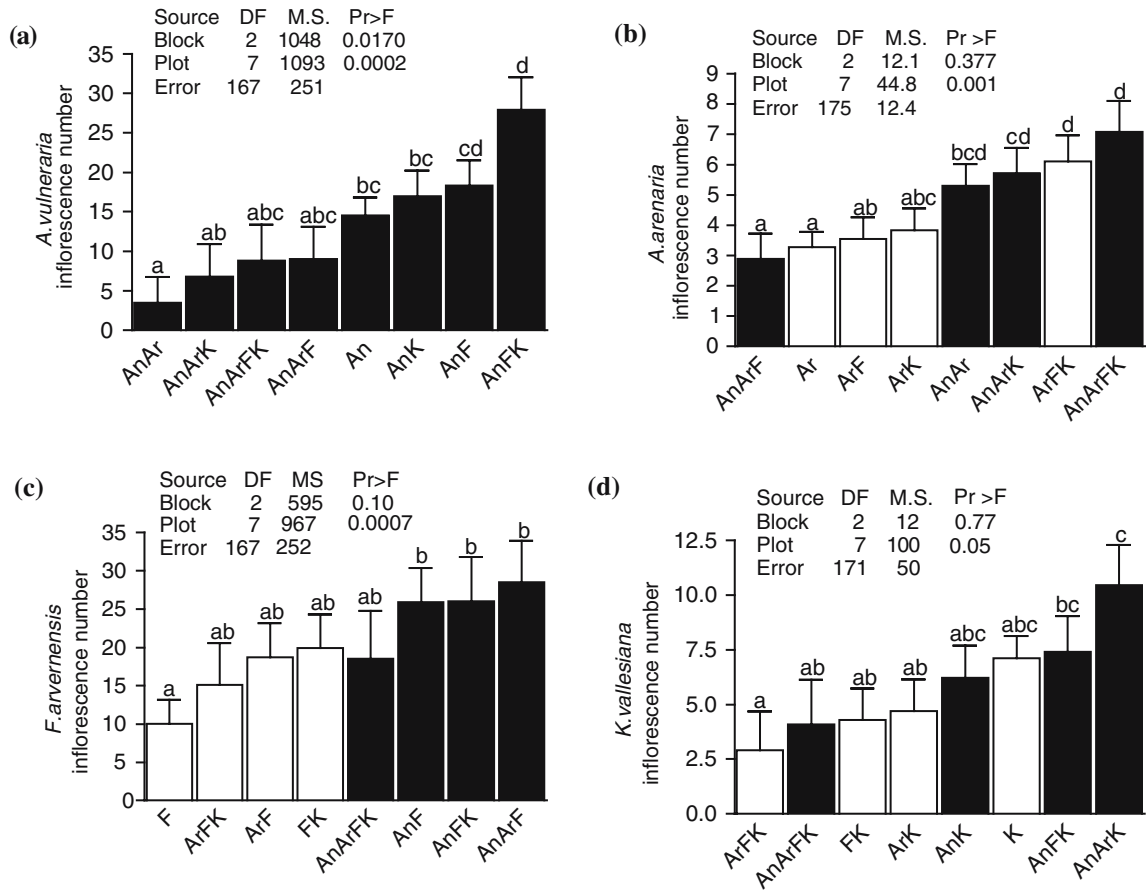 (a)
Source DF M.S. Pr>F
Block 2 1048 0.0170
Plot 7 1093 0.0002
Error 167 251
A.vulneraria
inflorescence number
35
30
25
20
15
10
5
0
a ab abc abc bc bc cd d
AnAr AnArK AnArFK AnArF An AnK AnF AnFK
(b)
Source DF M.S. Pr >F
Block 2 12.1 0.377
Plot 7 44.8 0.001
Error 175 12.4
A.arenaria
inflorescence number
9
8
7
6
5
4
3
2
1
0
a a ab abc bcd cd d d
AnArF Ar ArF ArK AnAr AnArK ArFK AnArFK
(c)
Source DF MS Pr>F
Block 2 595 0.10
Plot 7 967 0.0007
Error 167 252
F.arvernensis
inflorescence number
35
30
25
20
15
10
5
0
a ab ab ab ab b b b
F ArFK ArF FK AnArFK AnF AnFK AnArF
(d)
Source DF M.S. Pr >F
Block 2 12 0.77
Plot 7 100 0.05
Error 171 50
K.vallesiana
inflorescence number
12.5
10.0
7.5
5.0
2.5
0.0
a ab ab ab abc abc bc c
ArFK AnArFK FK ArK AnK K AnFK AnArK